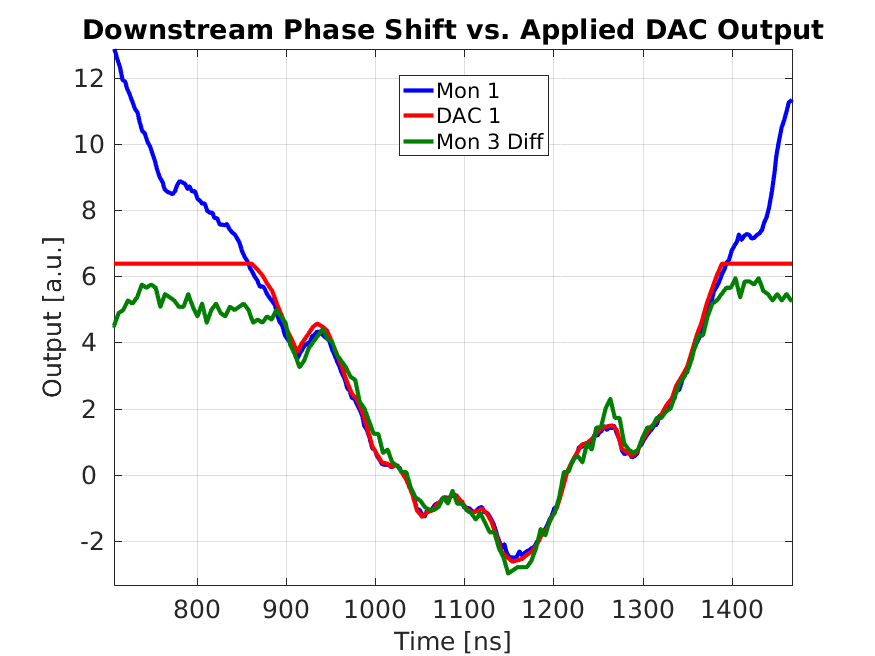 Downstream Phase Shift vs. Applied DAC Output
Mon 1
DAC 1
Mon 3 Diff
Output [a.u.]
12
10
8
6
4
2
0
-2
800 900 1000 1100 1200 1300 1400
Time [ns]